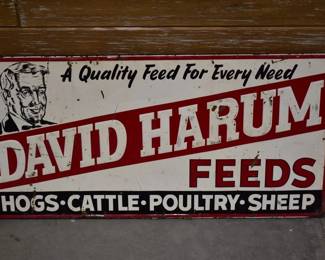 A Quality Feed For Every Need
DAVID HARUM
FEEDS
HOGS • CATTLE • POULTRY • SHEEP